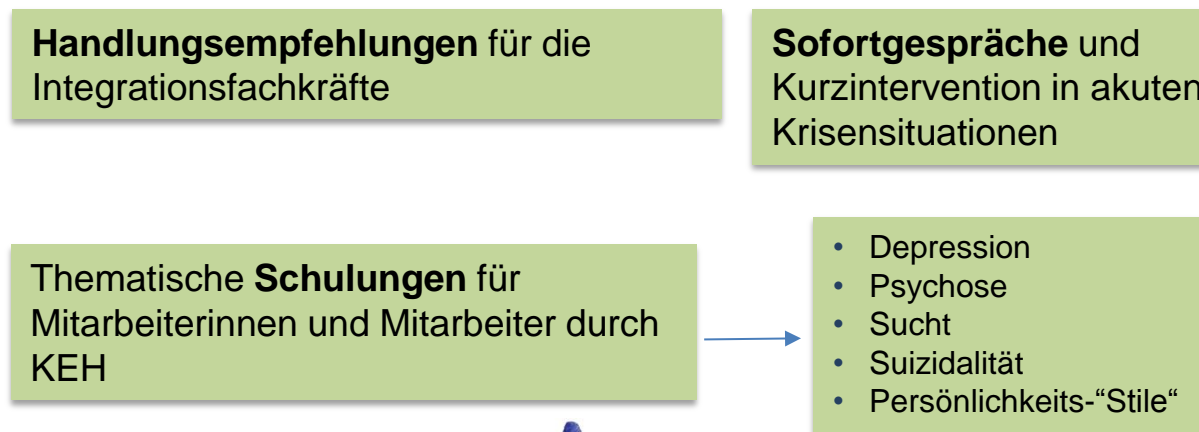 Handlungsempfehlungen für die
Integrationsfachkräfte
Sofortgespräche und
Kurzintervention in akuten
Krisensituationen
Thematische Schulungen für
Mitarbeiterinnen und Mitarbeiter durch
KEH
• Depression
• Psychose
• Sucht
• Suizidalität
• Persönlichkeits-“Stile“